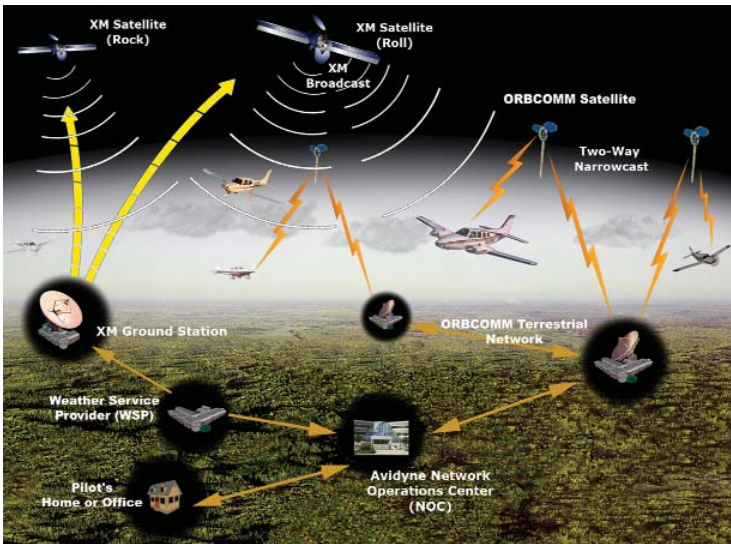 XM Satellite
(Rock)
XM Satellite
(Roll)
XM
Broadcast
ORBCOMM Satellite
Two-Way
Narrowcast
XM Ground Station
ORBCOMM Terrestrial
Network
Weather Service
Provider (WSP)
Pilot's
Home or Office
Avidyne Network
Operations Center
(NOC)